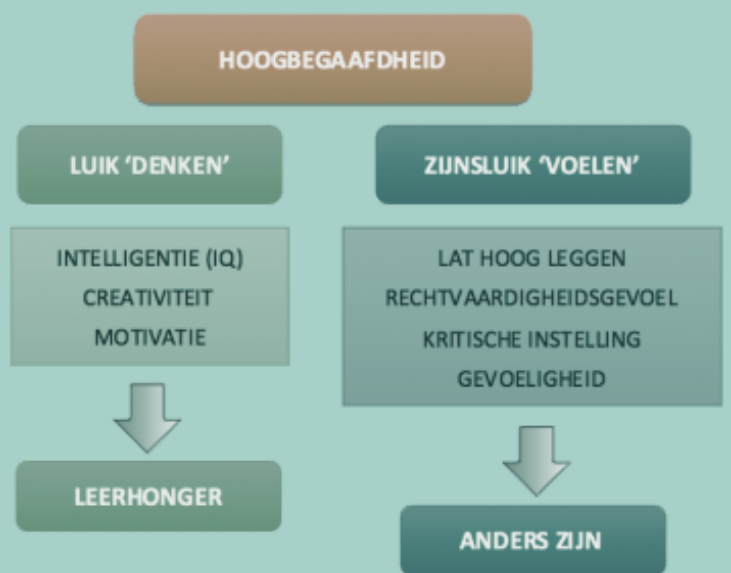 HOOGBEGAAFDHEID
LUIK ‘DENKEN’
INTELLIGENTIE (IQ)
CREATIVITEIT
MOTIVATIE
LEERHONGER
ZIJNSLUIK ‘VOELEN’
LAT HOOG LEGGEN
RECHTVAARDIGHEIDSGEVOEL
KRITISCHE INSTELLING
GEVOELIGHEID
ANDERS ZIJN